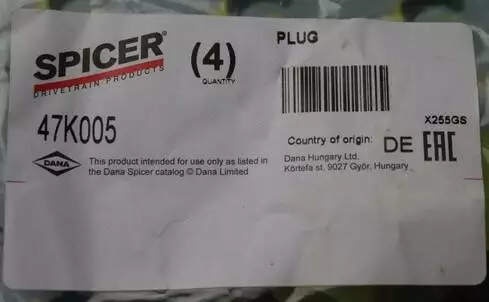 SPICER®
DRIVETRAIN PRODUCTS
(4)
QUANTITY
PLUG
47K005
X255GS
Country of origin: DE EAC
DANA
This product intended for use only as listed in
the Dana Spicer catalog © Dana Limited
Dana Hungary Ltd.
Körtefa st. 9027 Győr, Hungary